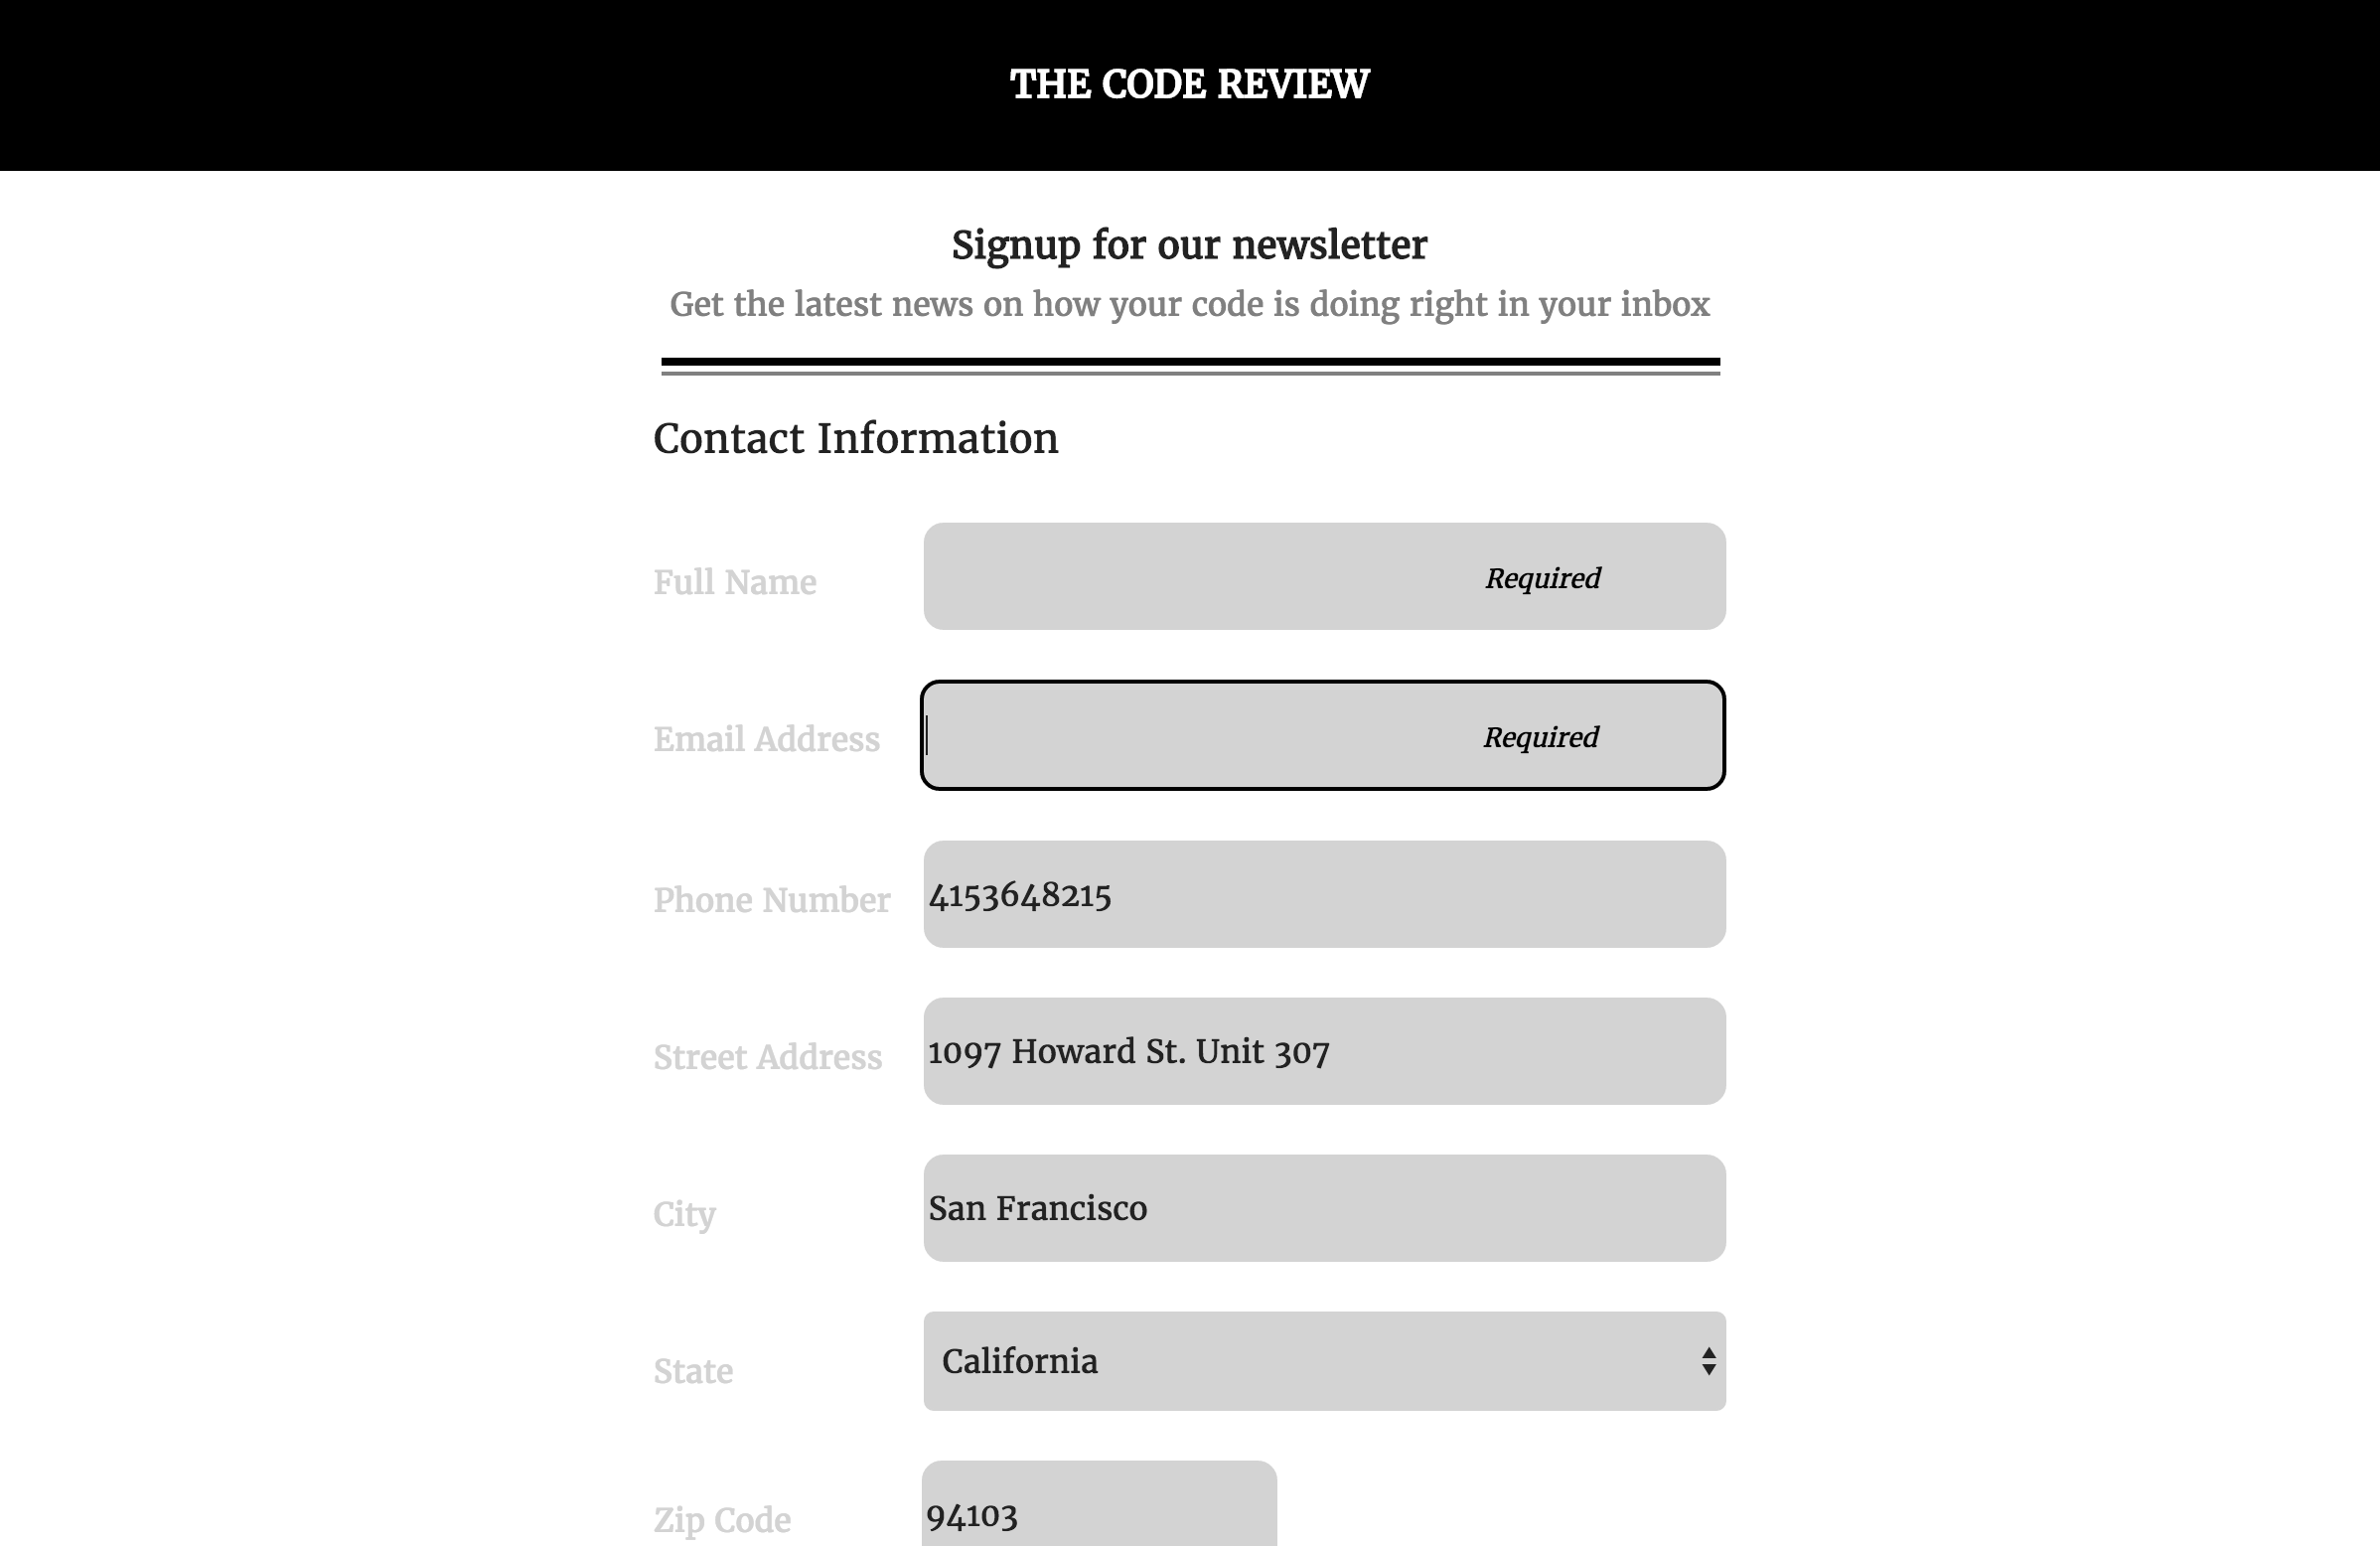 THE CODE REVIEW
Signup for our newsletter
Get the latest news on how your code is doing right in your inbox
Contact Information
Full Name Required
Email Address Required
Phone Number 4153648215
Street Address 1097 Howard St. Unit 307
City San Francisco
State California
Zip Code 94103